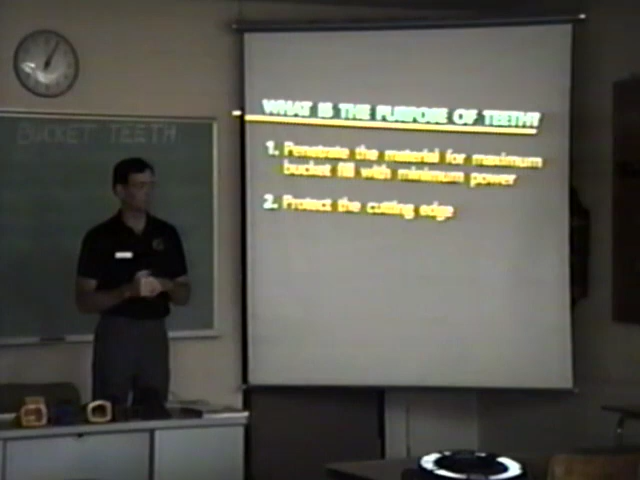 BUCKET TEETH
WHAT IS THE PURPOSE OF TEETH?
1. Penetrate the material for maximum
bucket fill with minimum power
2. Protect the cutting edge